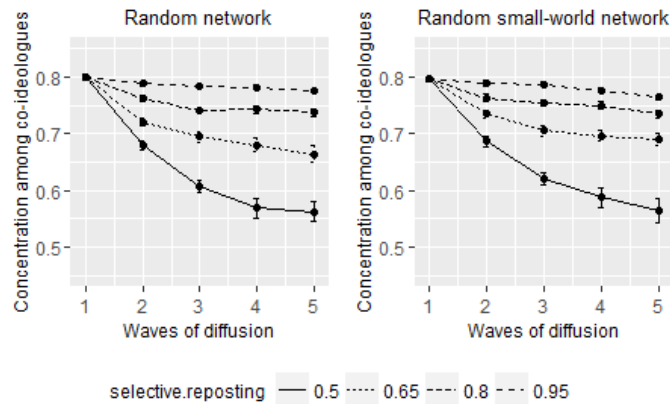 Random network
Random small-world network
Concentration among co-ideologues
0.8
0.7
0.6
0.5
1 2 3 4 5
Waves of diffusion
Concentration among co-ideologues
0.8
0.7
0.6
0.5
1 2 3 4 5
Waves of diffusion
selective.reposting 0.5 0.65 0.8 0.95